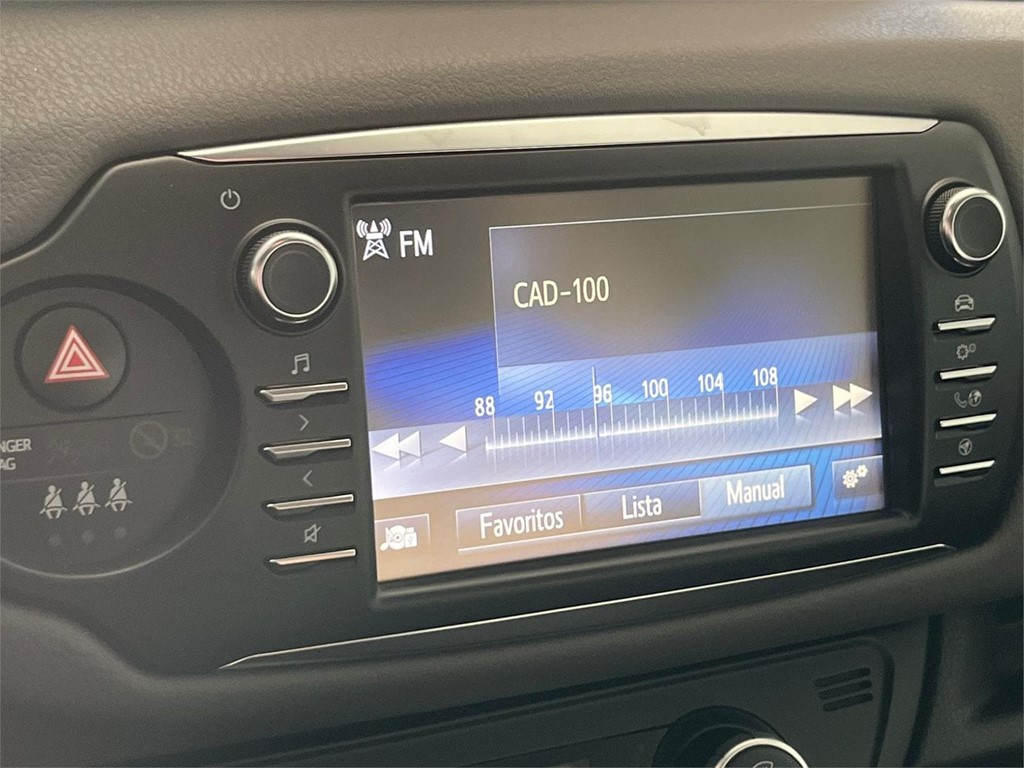 FM
CAD-100
88 92 96 100 104 108
Favoritos Lista Manual
NGER
AG